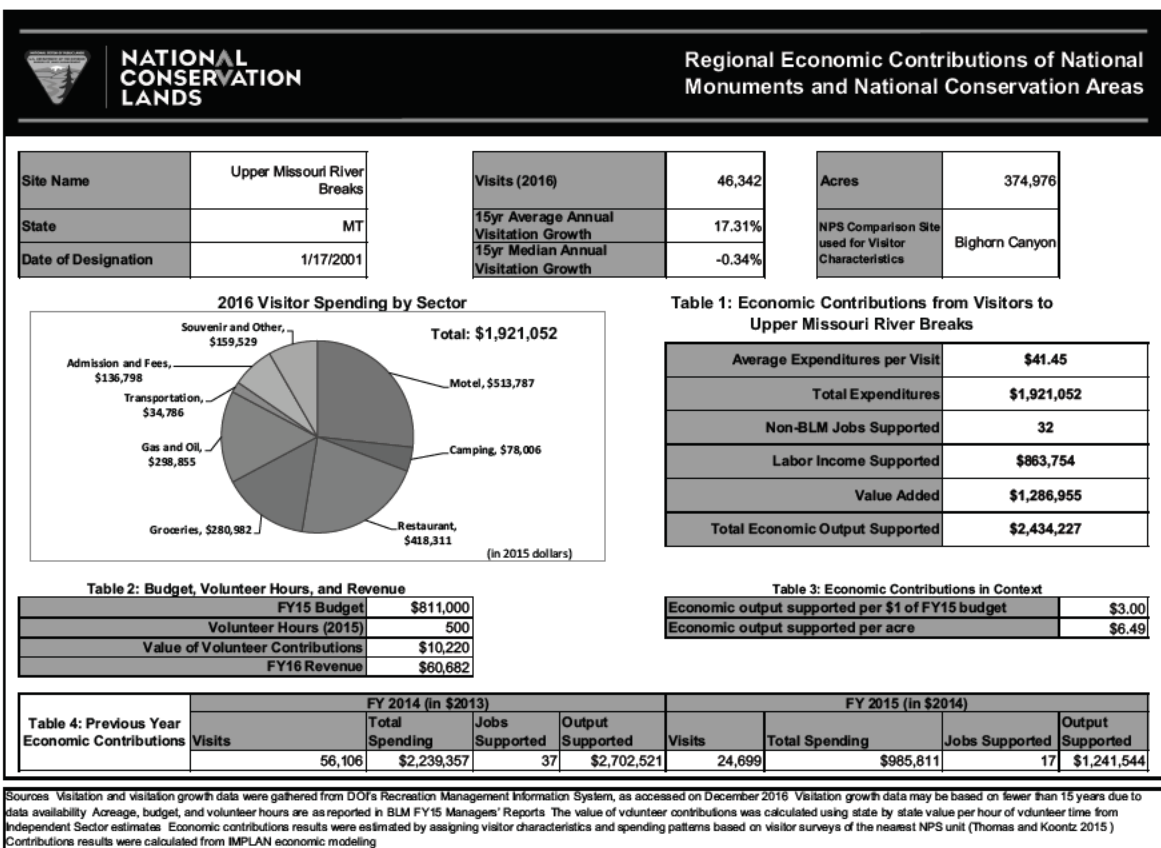 NATIONAL
CONSERVATION
LANDS
Regional Economic Contributions of National
Monuments and National Conservation Areas
Site Name
Upper Missouri River
Breaks
State
MT
Date of Designation
1/17/2001
Visits (2016)
46,342
15yr Average Annual
Visitation Growth
17.31%
15yr Median Annual
Visitation Growth
-0.34%
Acres
374,976
NPS Comparison Site
used for Visitor
Characteristics
Bighorn Canyon
2016 Visitor Spending by Sector
Total: $1,921,052
Souvenir and Other,
$159,529
Admission and Fees,
$136,798
Transportation,
$34,786
Gas and Oil,
$298,855
Groceries, $280,982
Motel, $513,787
Camping, $78,006
Restaurant,
$418,311
(in 2015 dollars)
Table 1: Economic Contributions from Visitors to
Upper Missouri River Breaks
Average Expenditures per Visit $41.45
Total Expenditures $1,921,052
Non-BLM Jobs Supported 32
Labor Income Supported $863,754
Value Added $1,286,955
Total Economic Output Supported $2,434,227
Table 2: Budget, Volunteer Hours, and Revenue
FY15 Budget $811,000
Volunteer Hours (2015) 500
Value of Volunteer Contributions $10,220
FY16 Revenue $60,682
Table 3: Economic Contributions in Context
Economic output supported per $1 of FY15 budget $3.00
Economic output supported per acre $6.49
Table 4: Previous Year
Economic Contributions
FY 2014 (in $2013) FY 2015 (in $2014)
Visits Total Spending Jobs Supported Output Supported Visits Total Spending Jobs Supported Output Supported
56,106 $2,239,357 37 $2,702,521 24,699 $985,811 17 $1,241,544
Sources Visitation and visitation growth data were gathered from DOI's Recreation Management Information System, as accessed on December 2016 Visitation growth data may be based on fewer than 15 years due to
data availability Acreage, budget, and volunteer hours are as reported in BLM FY15 Managers' Reports The value of volunteer contributions was calculated using state by state value per hour of volunteer time from
Independent Sector estimates Economic contributions results were estimated by assigning visitor characteristics and spending patterns based on visitor surveys of the nearest NPS unit (Thomas and Koontz 2015 )
Contributions results were calculated from IMPLAN economic modeling